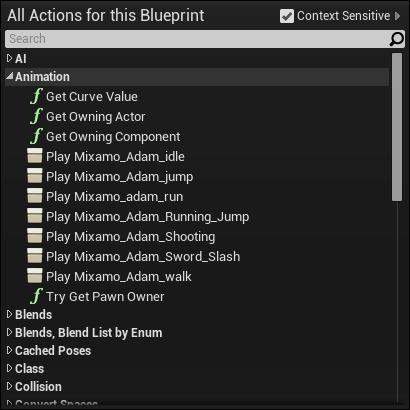 All Actions for this Blueprint
Context Sensitive
Search
AI
Animation
Get Curve Value
Get Owning Actor
Get Owning Component
Play Mixamo_Adam_idle
Play Mixamo_Adam_jump
Play Mixamo_adam_run
Play Mixamo_Adam_Running_Jump
Play Mixamo_Adam_Shooting
Play Mixamo_Adam_Sword_Slash
Play Mixamo_Adam_walk
Try Get Pawn Owner
Blends
Blends, Blend List by Enum
Cached Poses
Class
Collision
Convert Spaces